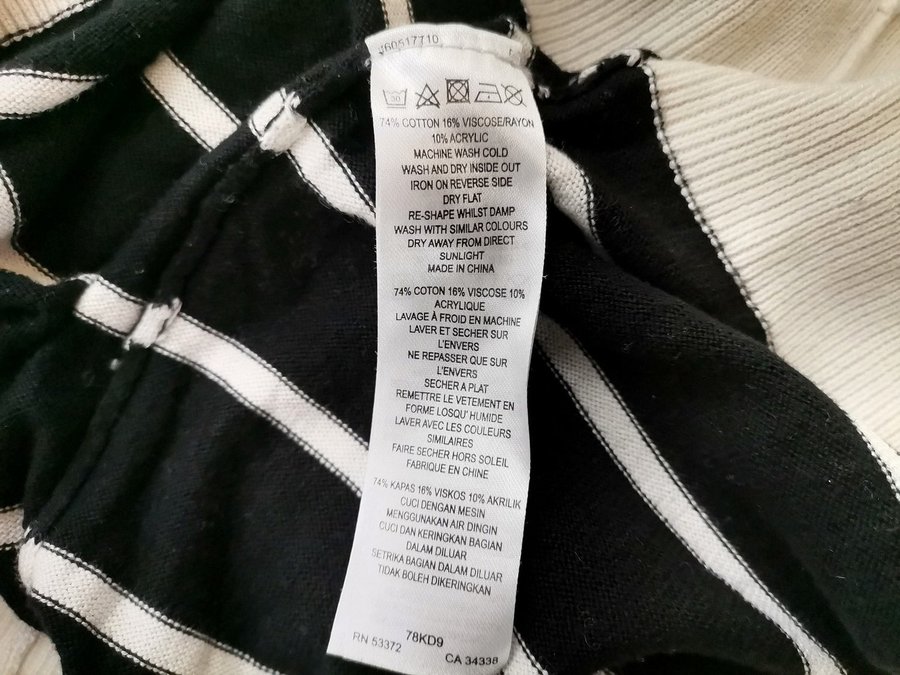 V60517710
30
74% COTTON 16% VISCOSE/RAYON
10% ACRYLIC
MACHINE WASH COLD
WASH AND DRY INSIDE OUT
IRON ON REVERSE SIDE
DRY FLAT
RE-SHAPE WHILST DAMP
WASH WITH SIMILAR COLOURS
DRY AWAY FROM DIRECT
SUNLIGHT
MADE IN CHINA
74% COTON 16% VISCOSE 10%
ACRYLIQUE
LAVAGE À FROID EN MACHINE
LAVER ET SECHER SUR
L'ENVERS
NE REPASSER QUE SUR
L'ENVERS
SECHER A PLAT
REMETTRE LE VETEMENT EN
FORME LOSQU' HUMIDE
LAVER AVEC LES COULEURS
SIMILAIRES
FAIRE SECHER HORS SOLEIL
FABRIQUE EN CHINE
74% KAPAS 16% VISKOS 10% AKRILIK
CUCI DENGAN MESIN
MENGGUNAKAN AIR DINGIN
CUCI DAN KERINGKAN BAGIAN
DALAM DILUAR
SETRIKA BAGIAN DALAM DILUAR
TIDAK BOLEH DIKERINGKAN
RN 53372 78KD9 CA 34338